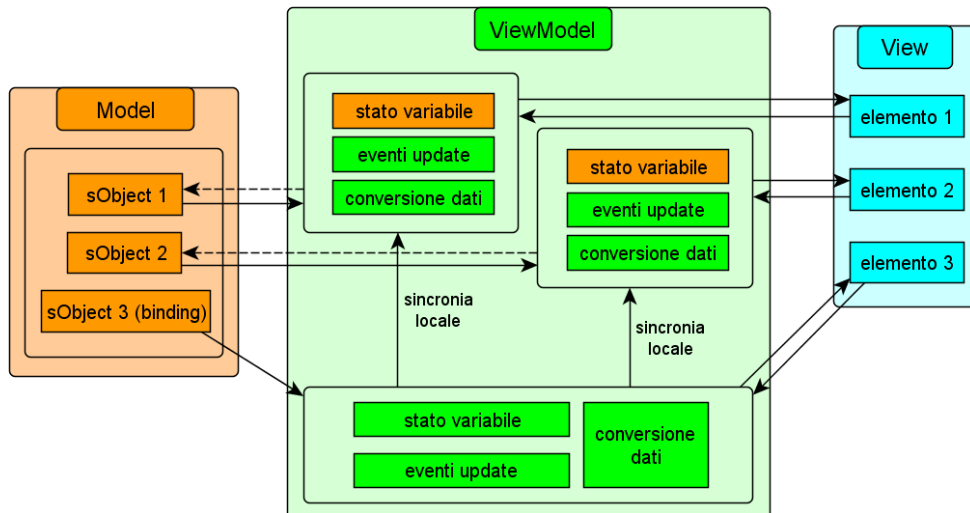 Model
sObject 1
sObject 2
sObject 3 (binding)
ViewModel
stato variabile
eventi update
conversione dati
stato variabile
eventi update
conversione dati
sincronia
locale
sincronia
locale
stato variabile
eventi update
conversione
dati
View
elemento 1
elemento 2
elemento 3